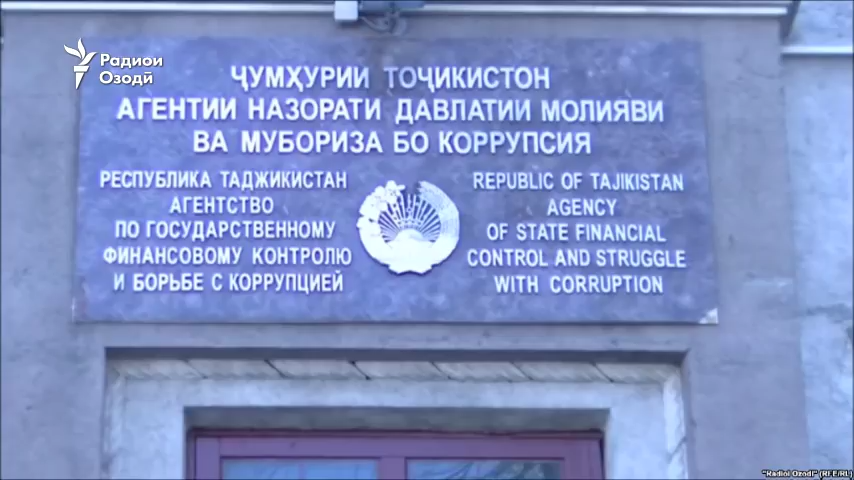 Радиои
Озодӣ
ҶУМҲУРИИ ТОҶИКИСТОН
АГЕНТИИ НАЗОРАТИ ДАВЛАТИИ МОЛИЯВИ
ВА МУБОРИЗА БО КОРРУПСИЯ
РЕСПУБЛИКА ТАДЖИКИСТАН
АГЕНТСТВО
ПО ГОСУДАРСТВЕННОМУ
ФИНАНСОВОМУ КОНТРОЛЮ
И БОРЬБЕ С КОРРУПЦИЕЙ
REPUBLIC OF TAJIKISTAN
AGENCY
OF STATE FINANCIAL
CONTROL AND STRUGGLE
WITH CORRUPTION
"Radioi Ozodi" (RFE/RL)